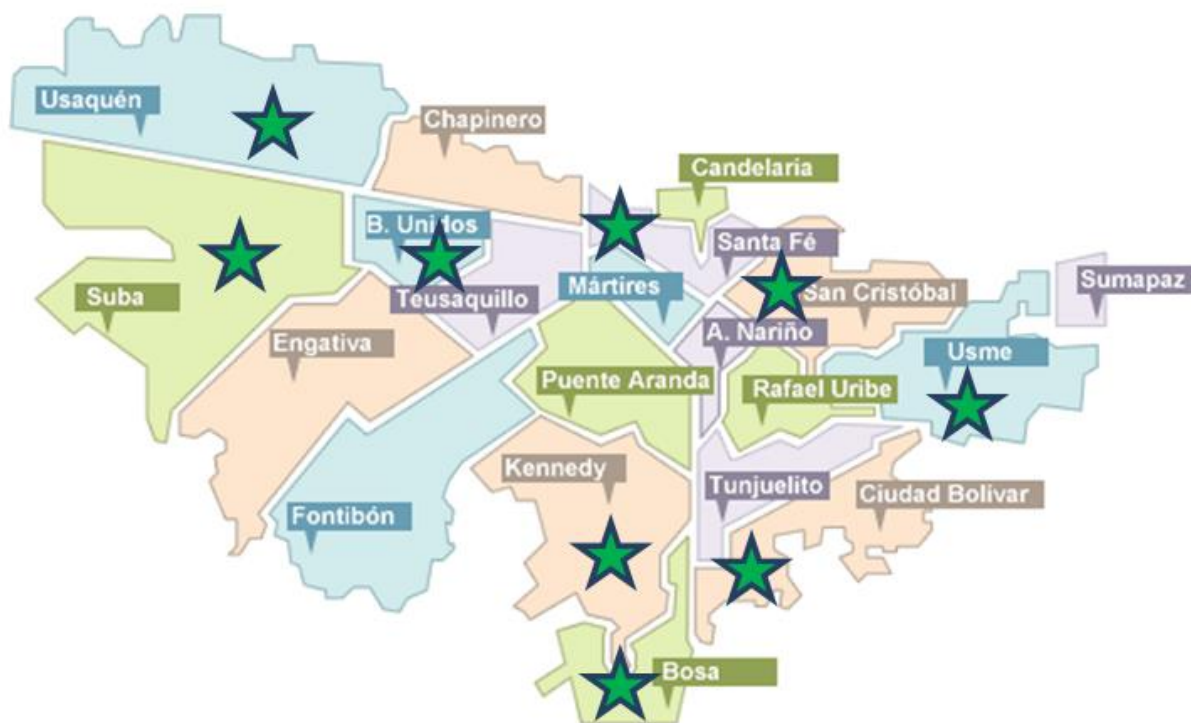 Usaquén
Chapinero
Candelaria
B. Unidos
Santa Fé
Suba
Teusaquillo
Mártires
San Cristóbal
Sumapaz
Engativa
A. Nariño
Usme
Puente Aranda
Rafael Uribe
Kennedy
Tunjuelito
Ciudad Bolivar
Fontibón
Bosa